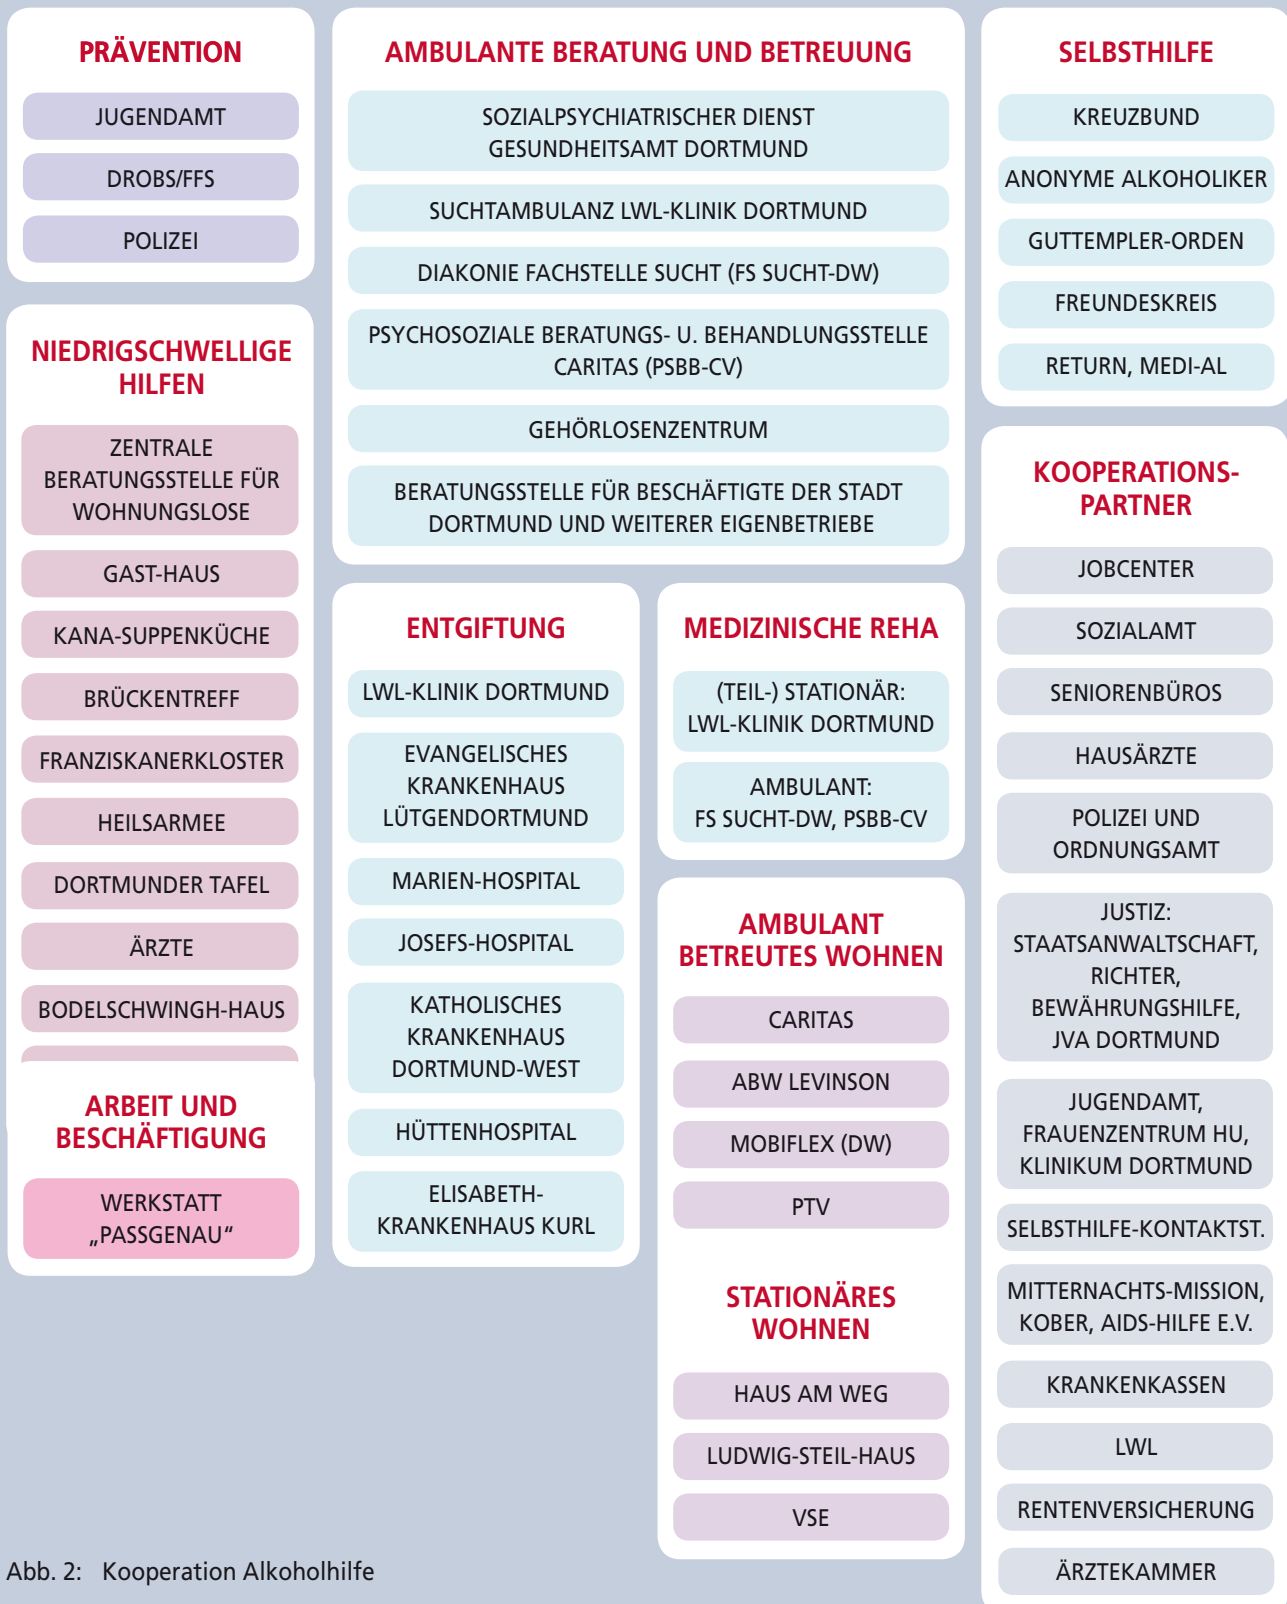 PRÄVENTION
JUGENDAMT
DROBS/FFS
POLIZEI
NIEDRIGSCHWELLIGE
HILFEN
ZENTRALE
BERATUNGSSTELLE FÜR
WOHNUNGSLOSE
GAST-HAUS
KANA-SUPPENKÜCHE
BRÜCKENTREFF
FRANZISKANERKLOSTER
HEILSARMEE
DORTMUNDER TAFEL
ÄRZTE
BODELSCHWINGH-HAUS
ARBEIT UND
BESCHÄFTIGUNG
WERKSTATT
„PASSGENAU“
AMBULANTE BERATUNG UND BETREUUNG
SOZIALPSYCHIATRISCHER DIENST
GESUNDHEITSAMT DORTMUND
SUCHTAMBULANZ LWL-KLINIK DORTMUND
DIAKONIE FACHSTELLE SUCHT (FS SUCHT-DW)
PSYCHOSOZIALE BERATUNGS- U. BEHANDLUNGSSTELLE
CARITAS (PSBB-CV)
GEHÖRLOSENZENTRUM
BERATUNGSSTELLE FÜR BESCHÄFTIGTE DER STADT
DORTMUND UND WEITERER EIGENBETRIEBE
ENTGIFTUNG
LWL-KLINIK DORTMUND
EVANGELISCHES
KRANKENHAUS
LÜTGENDORTMUND
MARIEN-HOSPITAL
JOSEFS-HOSPITAL
KATHOLISCHES
KRANKENHAUS
DORTMUND-WEST
HÜTTENHOSPITAL
ELISABETH-
KRANKENHAUS KURL
MEDIZINISCHE REHA
(TEIL-) STATIONÄR:
LWL-KLINIK DORTMUND
AMBULANT:
FS SUCHT-DW, PSBB-CV
AMBULANT
BETREUTES WOHNEN
CARITAS
ABW LEVINSON
MOBIFLEX (DW)
PTV
STATIONÄRES
WOHNEN
HAUS AM WEG
LUDWIG-STEIL-HAUS
VSE
SELBSTHILFE
KREUZBUND
ANONYME ALKOHOLIKER
GUTTEMPLER-ORDEN
FREUNDESKREIS
RETURN, MEDI-AL
KOOPERATIONS-
PARTNER
JOBCENTER
SOZIALAMT
SENIORENBÜROS
HAUSÄRZTE
POLIZEI UND
ORDNUNGSAMT
JUSTIZ:
STAATSANWALTSCHAFT,
RICHTER,
BEWÄHRUNGSHILFE,
JVA DORTMUND
JUGENDAMT,
FRAUENZENTRUM HU,
KLINIKUM DORTMUND
SELBSTHILFE-KONTAKTST.
MITTERNACHTS-MISSION,
KOBER, AIDS-HILFE E.V.
KRANKENKASSEN
LWL
RENTENVERSICHERUNG
ÄRZTEKAMMER
Abb. 2: Kooperation Alkoholhilfe